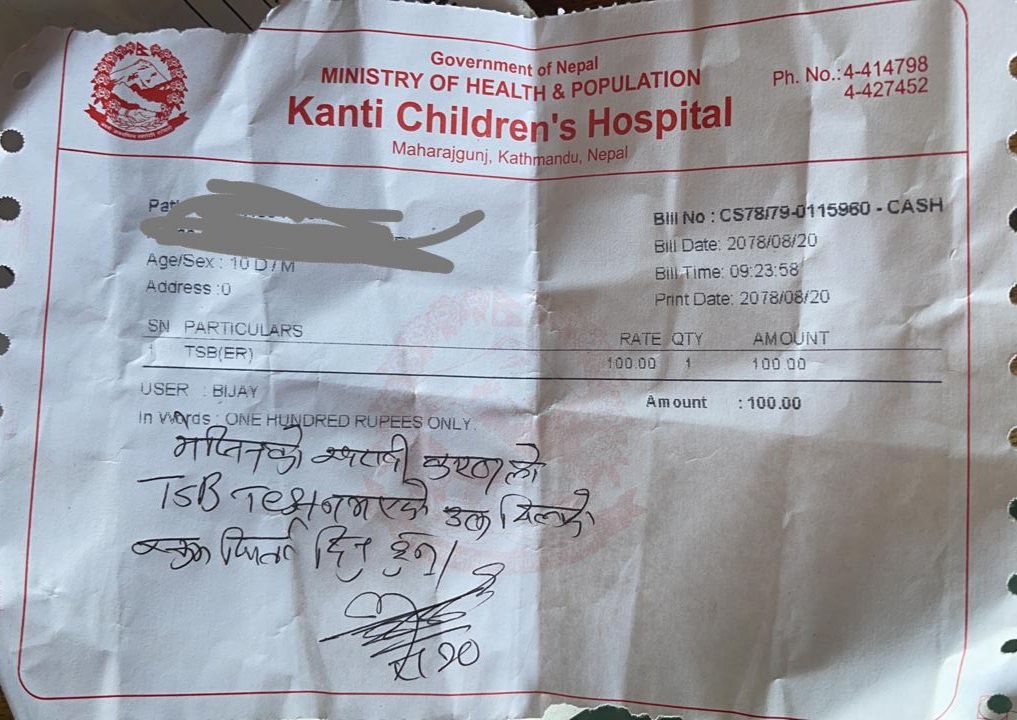 Government of Nepal
MINISTRY OF HEALTH & POPULATION
Kanti Children's Hospital
Maharajgunj, Kathmandu, Nepal
Ph. No.:4-414798
4-427452
Bill No : CS78/79-0115960 - CASH
Bill Date: 2078/08/20
Age/Sex : 10 D / M
Bill Time: 09:23:58
Address :0
Print Date: 2078/08/20
SN PARTICULARS RATE QTY AMOUNT
1 TSB(ER) 100.00 1 100.00
USER : BIJAY
Amount : 100.00
In Words : ONE HUNDRED RUPEES ONLY.
TSB Test नभएको उक्त बिलको
रकम फिर्ता दिनु हुन।